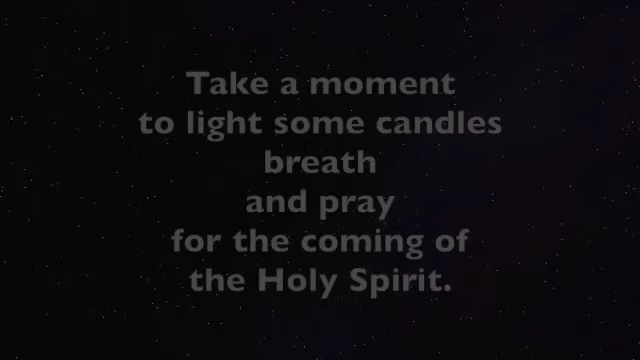 Take a moment
to light some candles
breath
and pray
for the coming of
the Holy Spirit.